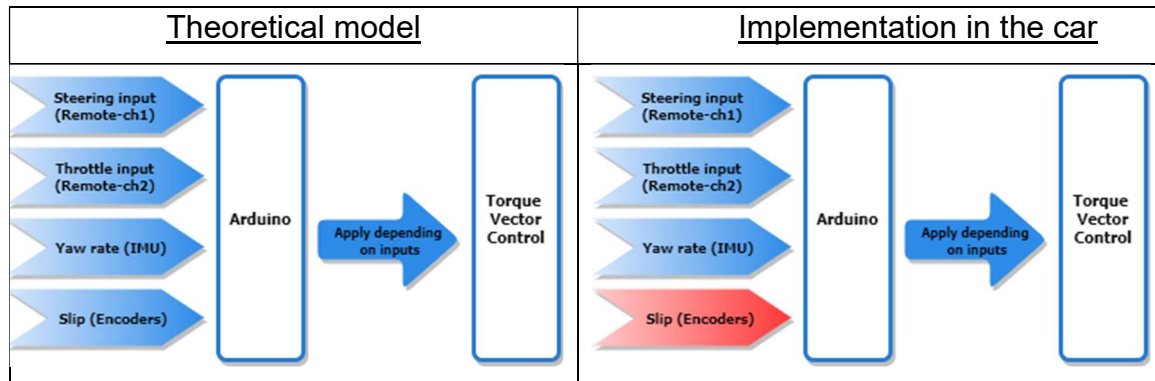 Theoretical model
Implementation in the car
Steering input
(Remote-ch1)
Throttle input
(Remote-ch2)
Yaw rate (IMU)
Slip (Encoders)
Arduino
Apply depending
on inputs
Torque
Vector
Control
Steering input
(Remote-ch1)
Throttle input
(Remote-ch2)
Yaw rate (IMU)
Slip (Encoders)
Arduino
Apply depending
on inputs
Torque
Vector
Control